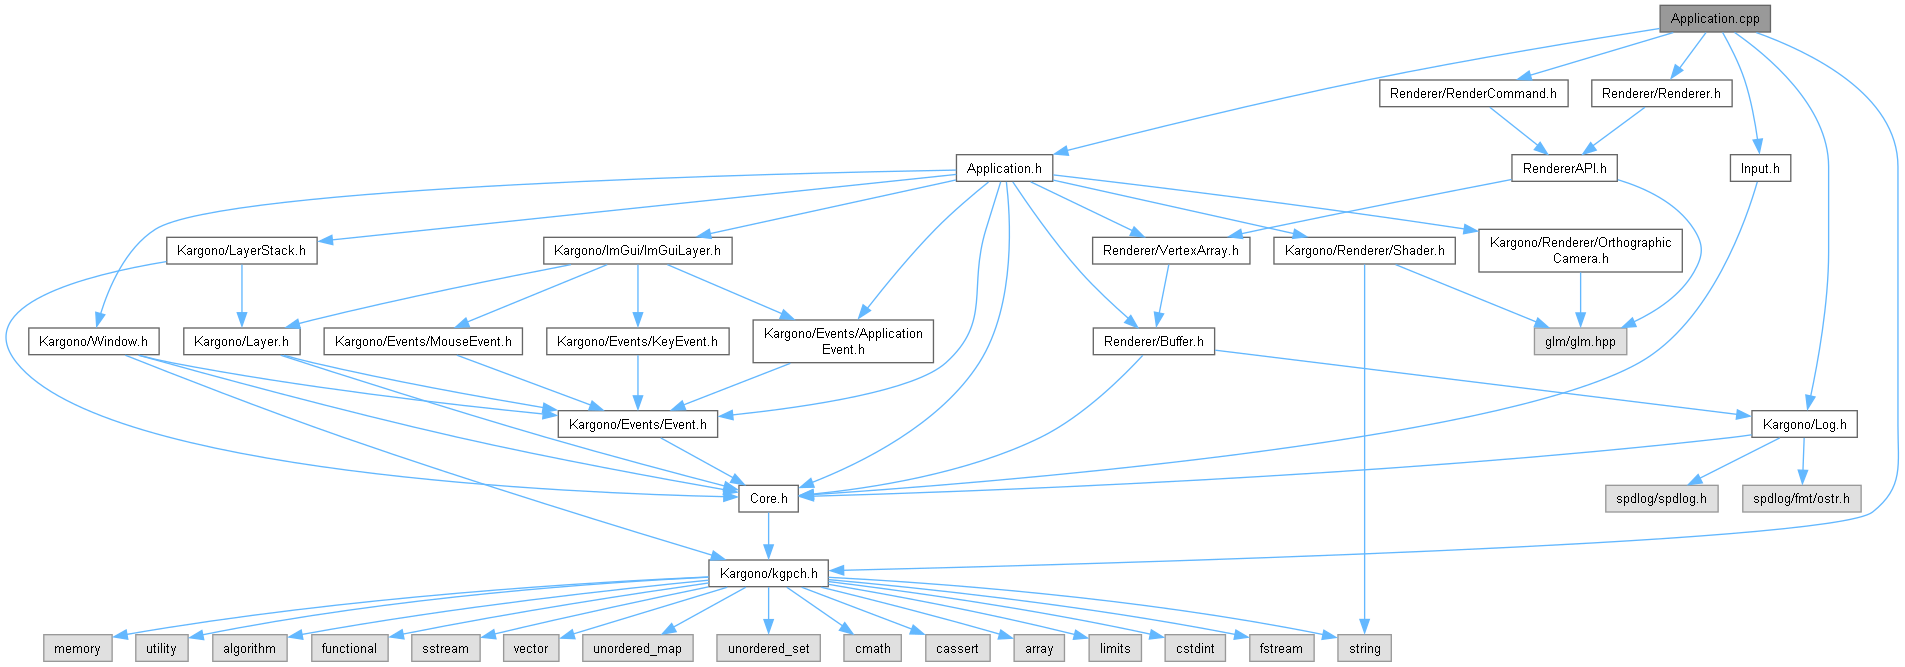 Application.cpp
Renderer/RenderCommand.h
Renderer/Renderer.h
Application.h
RendererAPI.h
Input.h
Kargono/LayerStack.h
Kargono/ImGui/ImGuiLayer.h
Renderer/VertexArray.h
Kargono/Renderer/Shader.h
Kargono/Renderer/Orthographic
Camera.h
Kargono/Window.h
Kargono/Layer.h
Kargono/Events/MouseEvent.h
Kargono/Events/KeyEvent.h
Kargono/Events/Application
Event.h
Renderer/Buffer.h
glm/glm.hpp
Kargono/Events/Event.h
Kargono/Log.h
Core.h
spdlog/spdlog.h
spdlog/fmt/ostr.h
Kargono/kgpch.h
memory
utility
algorithm
functional
sstream
vector
unordered_map
unordered_set
cmath
cassert
array
limits
cstdint
fstream
string